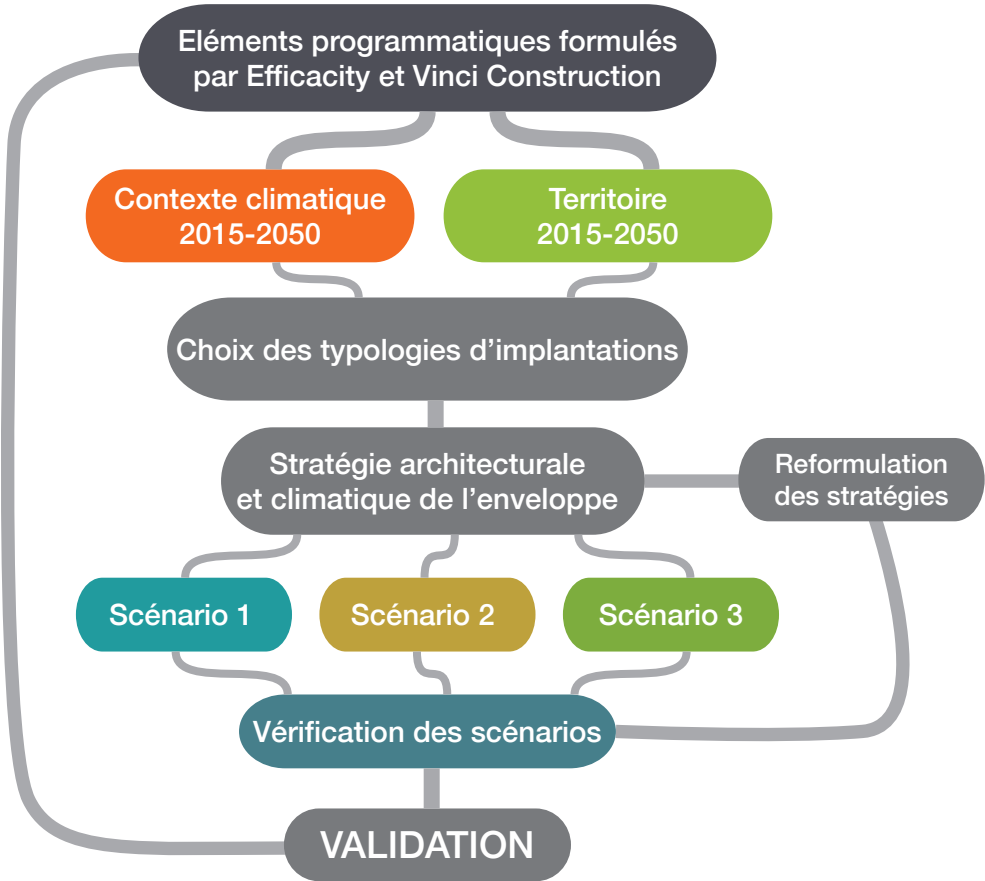 Eléments programmatiques formulés
par Efficacity et Vinci Construction
Contexte climatique
2015-2050
Territoire
2015-2050
Choix des typologies d’implantations
Stratégie architecturale
et climatique de l’enveloppe
Reformulation
des stratégies
Scénario 1
Scénario 2
Scénario 3
Vérification des scénarios
VALIDATION